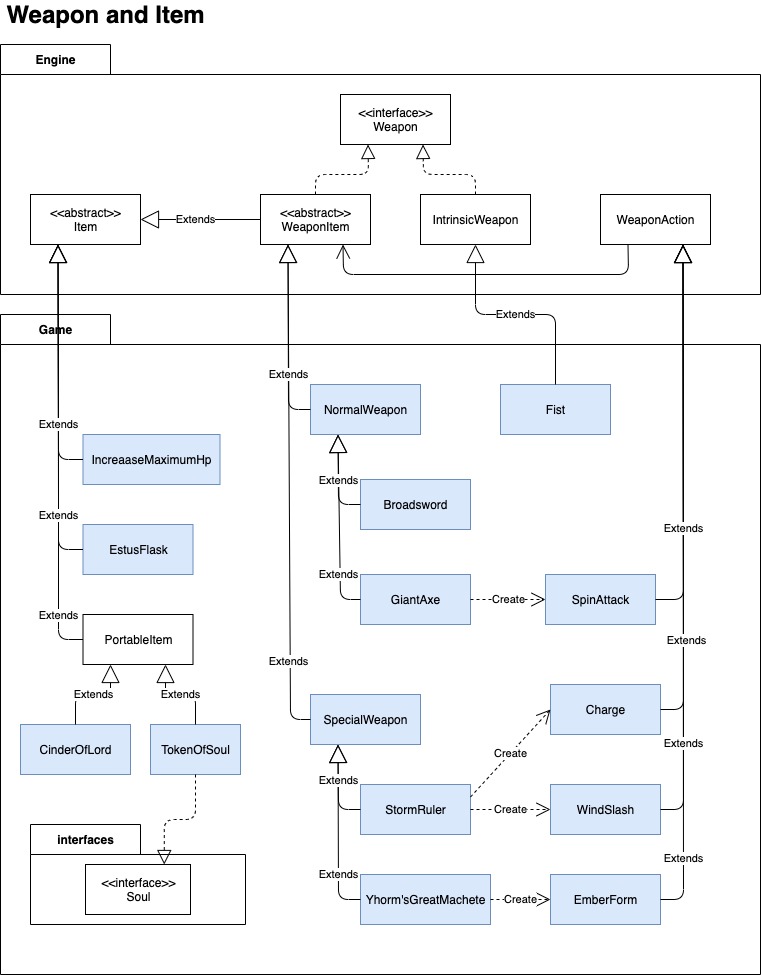 Weapon and Item
Engine
<<interface>>
Weapon
<<abstract>>
Item
Extends
<<abstract>>
WeaponItem
IntrinsicWeapon
WeaponAction
Game
Extends
Extends
NormalWeapon
Fist
Extends
IncreaaseMaximumHp
Extends
Broadsword
Extends
EstusFlask
Extends
Extends
GiantAxe
Create
SpinAttack
Extends
PortableItem
Extends
Extends
Extends
Extends
CinderOfLord
TokenOfSoul
SpecialWeapon
Charge
Extends
Create
Extends
StormRuler
Create
WindSlash
interfaces
<<interface>>
Soul
Extends
Yhorm'sGreatMachete
Create
EmberForm
Extends